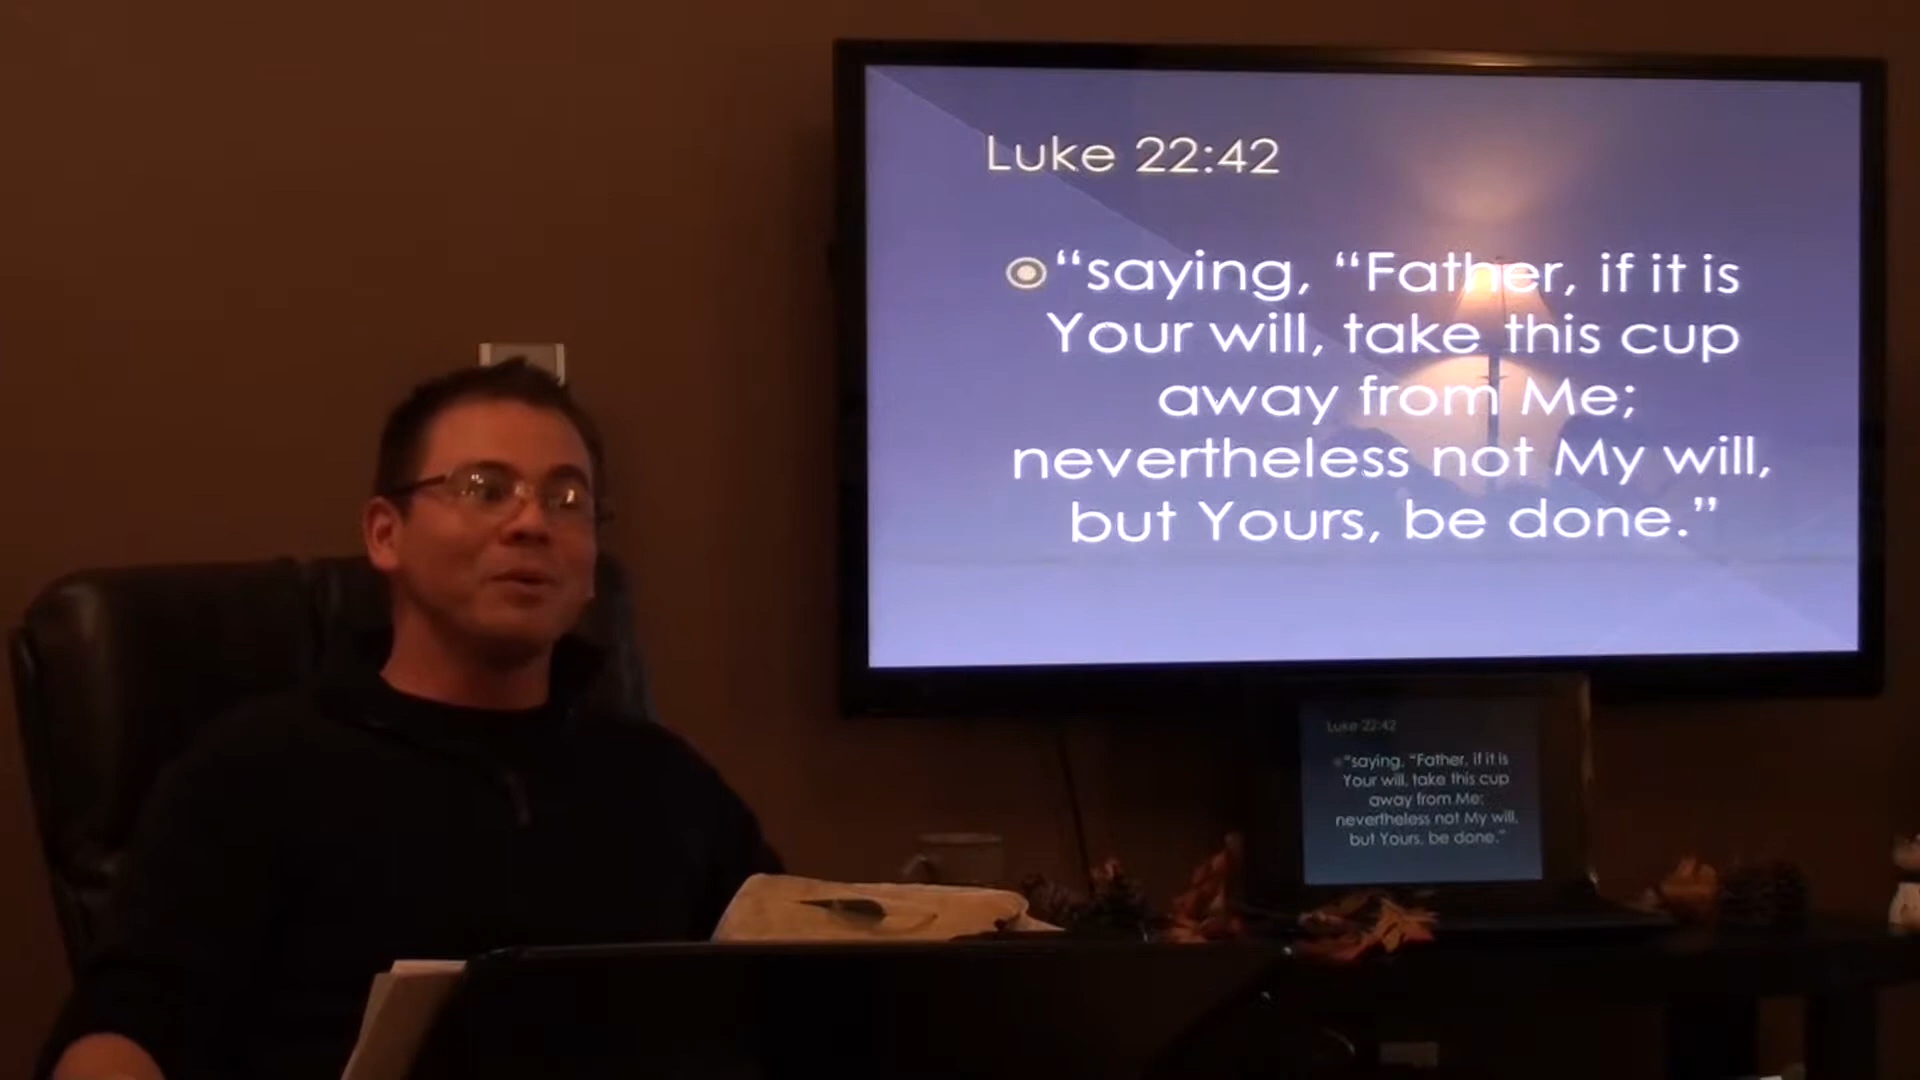 Luke 22:42
“saying, “Father, if it is
Your will, take this cup
away from Me;
nevertheless not My will,
but Yours, be done.”
Luke 22:42
“saying, “Father, if it is
Your will, take this cup
away from Me;
nevertheless not My will,
but Yours, be done.”